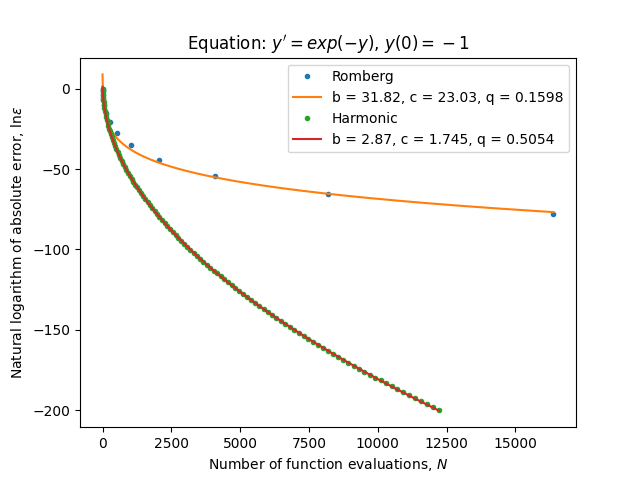 Equation: y′ = exp(−y), y(0) = −1
Romberg
b = 31.82, c = 23.03, q = 0.1598
Harmonic
b = 2.87, c = 1.745, q = 0.5054
Natural logarithm of absolute error, lnε
0
−50
−100
−150
−200
0 2500 5000 7500 10000 12500 15000
Number of function evaluations, N